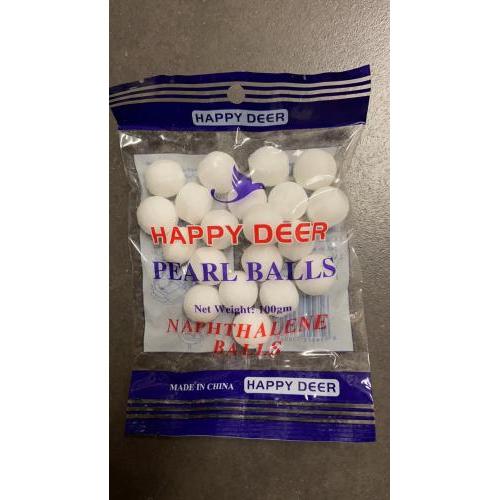 HAPPY DEER
HAPPY DEER
PEARL BALLS
Net Weight: 100gm
NAPHTHALENE
BALLS
MADE IN CHINA HAPPY DEER